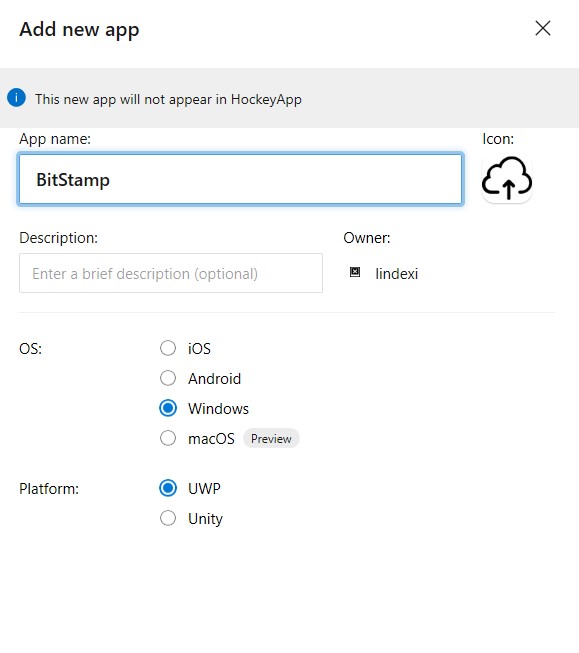 Add new app
This new app will not appear in HockeyApp
App name:
Icon:
BitStamp
Description:
Owner:
Enter a brief description (optional)
lindexi
OS:
iOS
Android
Windows
macOS Preview
Platform:
UWP
Unity